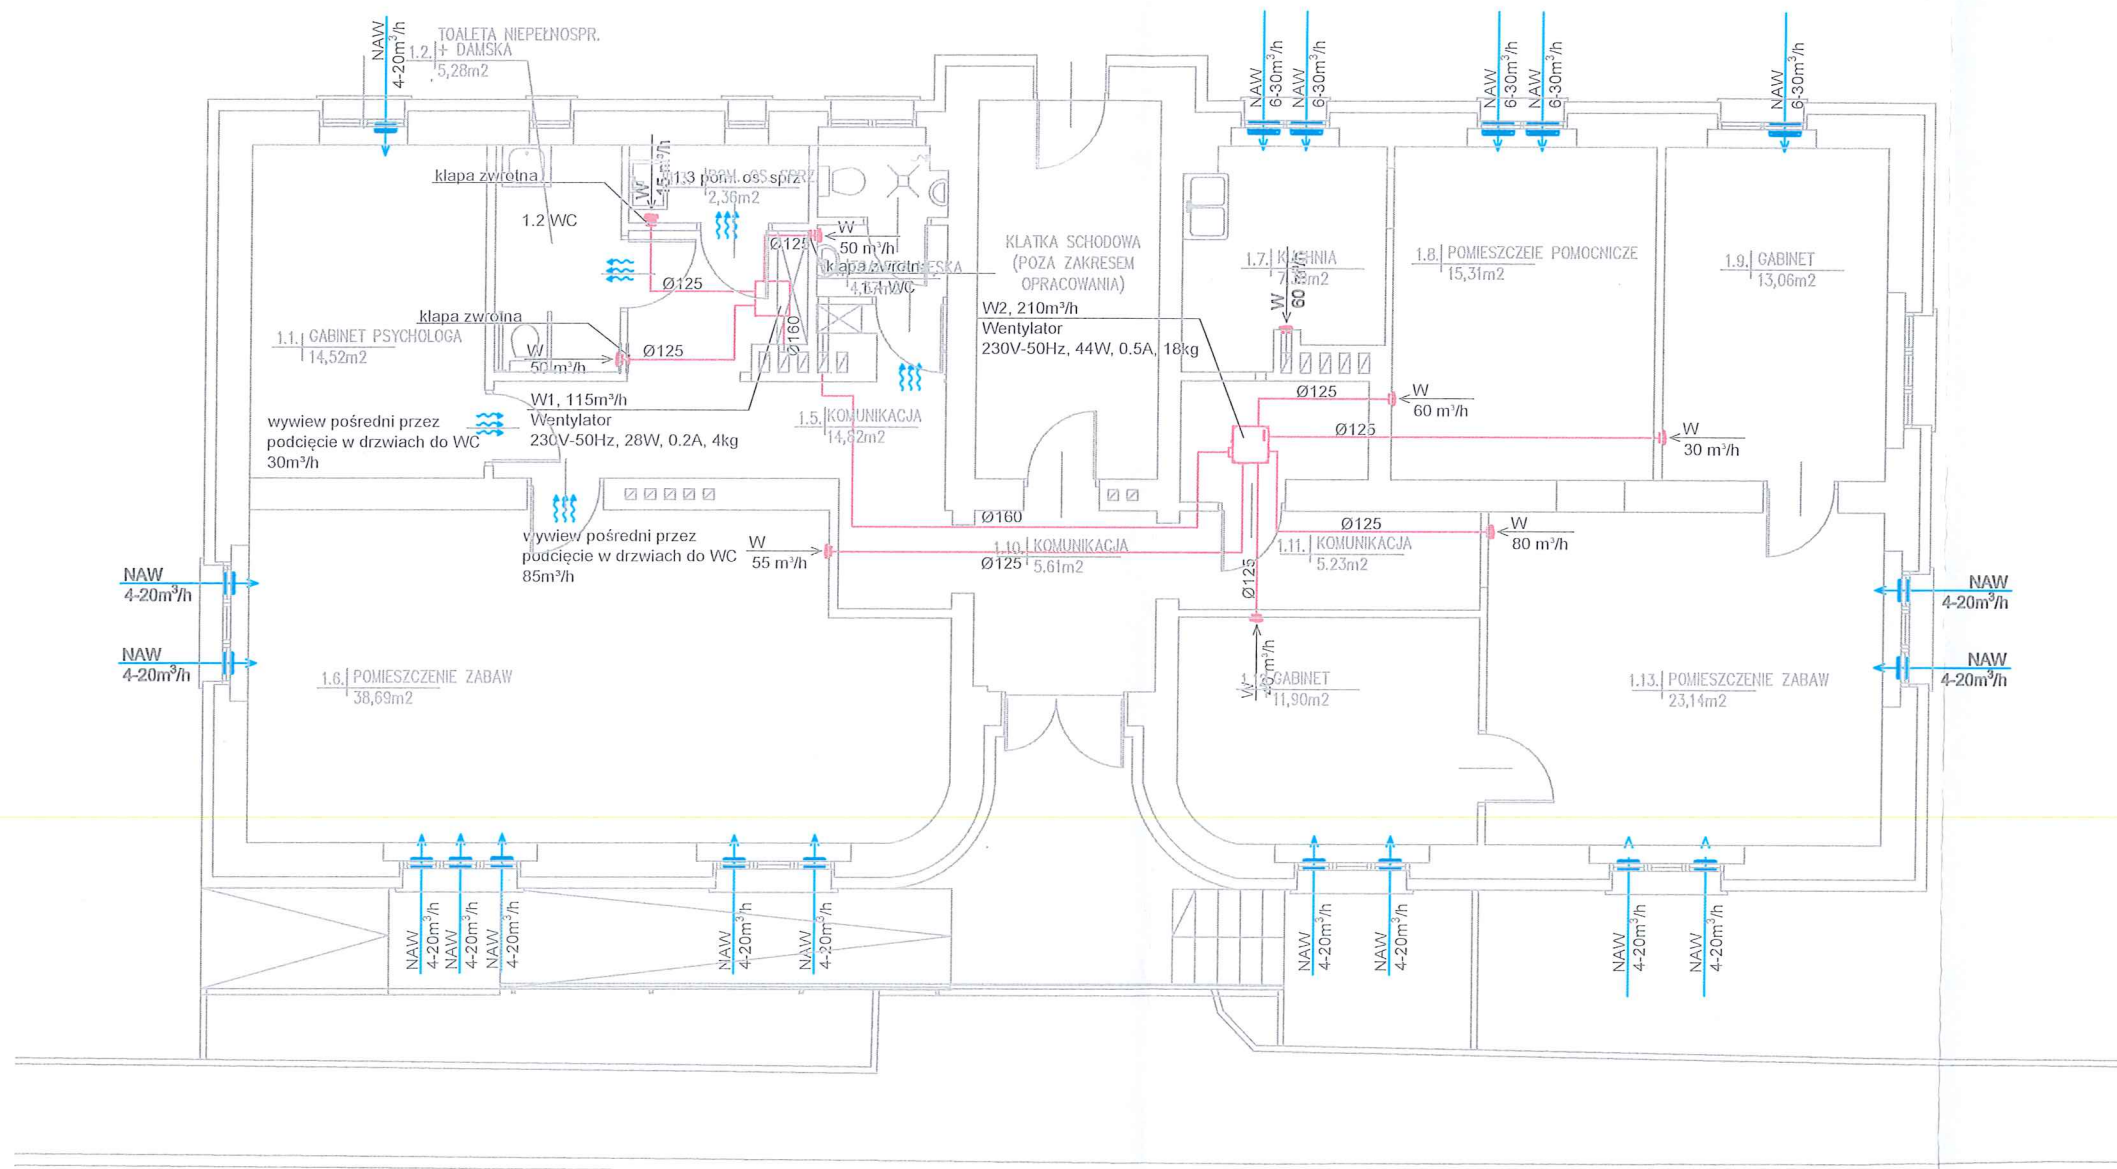 NAW
4-20m³/h
TOALETA NIEPEŁNOSPR.
1.2. + DAMSKA
5,28m2
NAW
6-30m³/h
NAW
6-30m³/h
NAW
6-30m³/h
NAW
6-30m³/h
NAW
6-30m³/h
klapa zwrotna
W
45 m³/h
1.3 pom. os. sprz.
2,36m2
1.2 WC
Ø125
W
50 m³/h
klapa zwrotna
1.4 WC
KLATKA SCHODOWA
(POZA ZAKRESEM
OPRACOWANIA)
1.7. KUCHNIA
W
60 m³/h
1.8. POMIESZCZEIE POMOCNICZE
15,31m2
1.9. GABINET
13,06m2
Ø125
klapa zwrotna
1.1. GABINET PSYCHOLOGA
14,52m2
W
50 m³/h
Ø125
Ø160
W2, 210m³/h
Wentylator
230V-50Hz, 44W, 0.5A, 18kg
W1, 115m³/h
Wentylator
230V-50Hz, 28W, 0.2A, 4kg
1.5. KOMUNIKACJA
14,82m2
wywiew pośredni przez
podcięcie w drzwiach do WC
30m³/h
Ø125
W
60 m³/h
Ø125
W
30 m³/h
wywiew pośredni przez
podcięcie w drzwiach do WC
85m³/h
W
55 m³/h
Ø160
Ø125
1.10. KOMUNIKACJA
5.61m2
Ø125
1.11. KOMUNIKACJA
5.23m2
Ø125
W
80 m³/h
NAW
4-20m³/h
NAW
4-20m³/h
NAW
4-20m³/h
NAW
4-20m³/h
1.6. POMIESZCZENIE ZABAW
38,69m2
W
GABINET
11,90m2
1.13. POMIESZCZENIE ZABAW
23,14m2
NAW
4-20m³/h
NAW
4-20m³/h
NAW
4-20m³/h
NAW
4-20m³/h
NAW
4-20m³/h
NAW
4-20m³/h
NAW
4-20m³/h
NAW
4-20m³/h
NAW
4-20m³/h